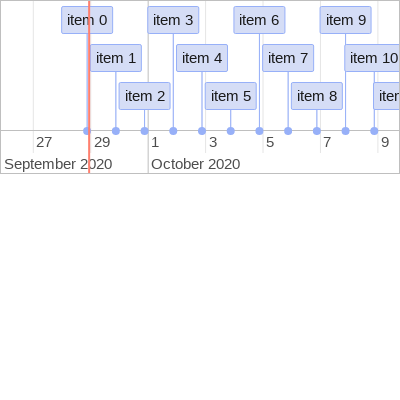 item 0 item 3 item 6 item 9
item 1 item 4 item 7 item 10
item 2 item 5 item 8
27 29 1 3 5 7 9
September 2020 October 2020